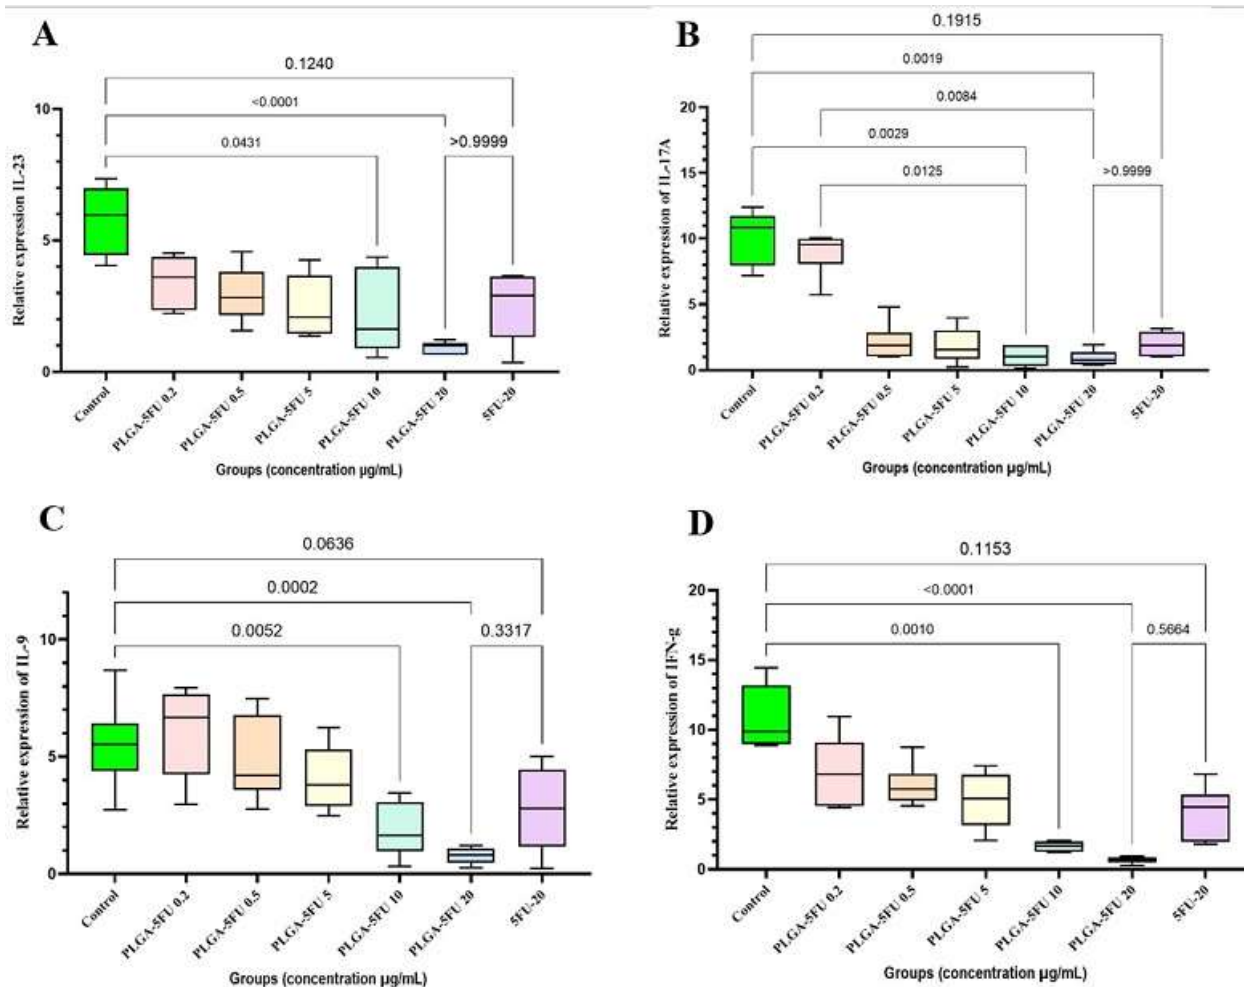 A
0.1240
<0.0001
0.0431
>0.9999
10
5
0
Relative expression IL-23
Control
PLGA-5FU 0.2
PLGA-5FU 0.5
PLGA-5FU 5
PLGA-5FU 10
PLGA-5FU 20
5FU-20
Groups (concentration µg/mL)
B
0.1915
0.0019
0.0084
0.0029
0.0125
>0.9999
20
15
10
5
0
Relative expression of IL-17A
Control
PLGA-5FU 0.2
PLGA-5FU 0.5
PLGA-5FU 5
PLGA-5FU 10
PLGA-5FU 20
5FU-20
Groups (concentration µg/mL)
C
0.0636
0.0002
0.0052
0.3317
10
5
0
Relative expression of IL-9
Control
PLGA-5FU 0.2
PLGA-5FU 0.5
PLGA-5FU 5
PLGA-5FU 10
PLGA-5FU 20
5FU-20
Groups (concentration µg/mL)
D
0.1153
<0.0001
0.0010
0.5664
20
15
10
5
0
Relative expression of IFN-g
Control
PLGA-5FU 0.2
PLGA-5FU 0.5
PLGA-5FU 5
PLGA-5FU 10
PLGA-5FU 20
5FU-20
Groups (concentration µg/mL)